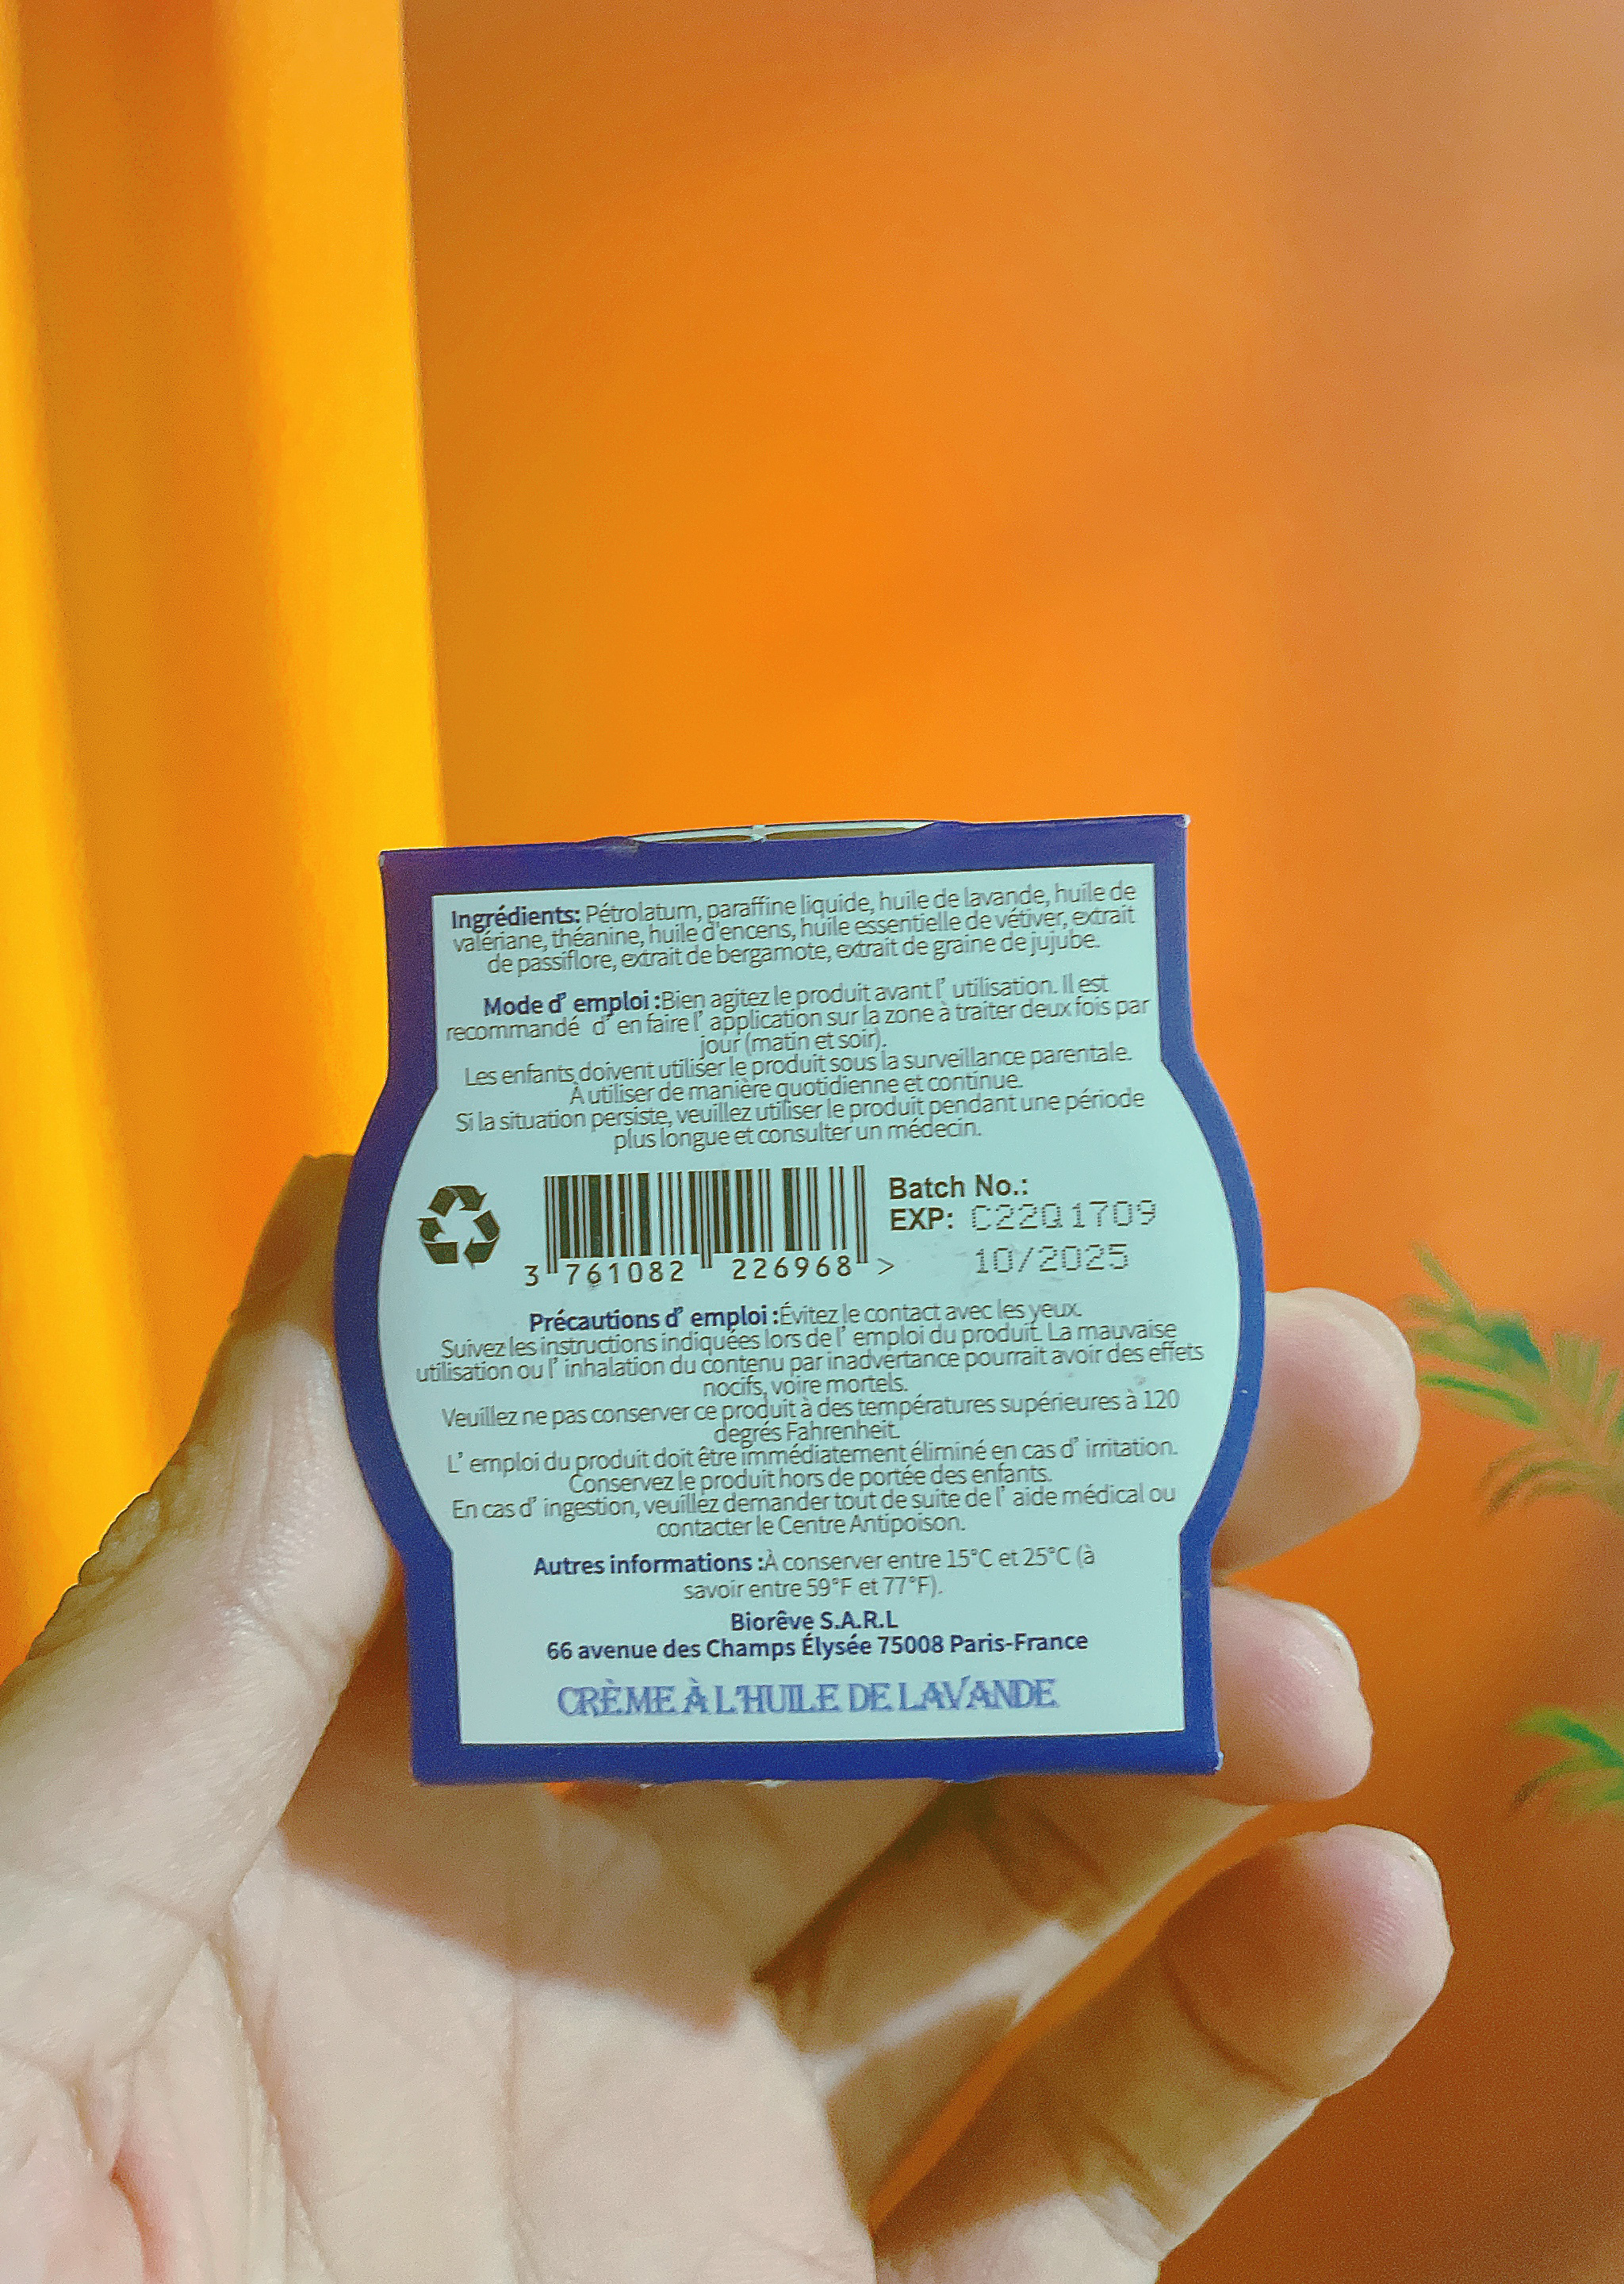 Ingrédients: Pétrolatum, paraffine liquide, huile de lavande, huile de
valériane, théanine, huile d'encens, huile essentielle de vétiver, extrait
de passiflore, extrait de bergamote, extrait de graine de jujube.
Mode d' emploi :Bien agitez le produit avant l' utilisation. Il est
recommandé d' en faire l' application sur la zone à traiter deux fois par
jour (matin et soir).
Les enfants doivent utiliser le produit sous la surveillance parentale.
À utiliser de manière quotidienne et continue.
Si la situation persiste, veuillez utiliser le produit pendant une période
plus longue et consulter un médecin.
Batch No.:
EXP: C22Q1709
10/2025
3 761082 226968 >
Précautions d' emploi :Évitez le contact avec les yeux.
Suivez les instructions indiquées lors de l' emploi du produit. La mauvaise
utilisation ou l' inhalation du contenu par inadvertance pourrait avoir des effets
nocifs, voire mortels.
Veuillez ne pas conserver ce produit à des températures supérieures à 120
degrés Fahrenheit.
L' emploi du produit doit être immédiatement éliminé en cas d' irritation.
Conservez le produit hors de portée des enfants.
En cas d' ingestion, veuillez demander tout de suite de l' aide médical ou
contacter le Centre Antipoison.
Autres informations :À conserver entre 15°C et 25°C (à
savoir entre 59°F et 77°F).
Biorêve S.A.R.L
66 avenue des Champs Élysée 75008 Paris-France
CRÈME À L'HUILE DE LAVANDE